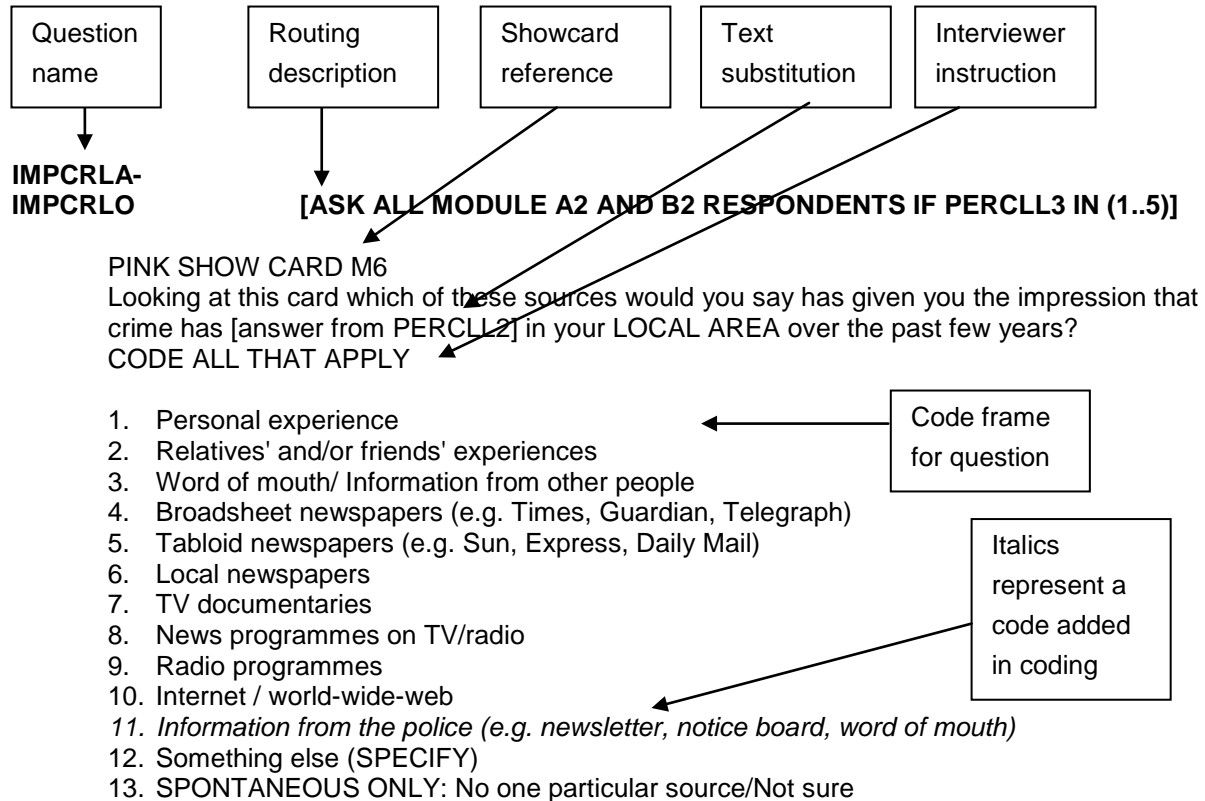 Question
name
Routing
description
Showcard
reference
Text
substitution
Interviewer
instruction
IMPCRLA-
IMPCRLO [ASK ALL MODULE A2 AND B2 RESPONDENTS IF PERCLL3 IN (1..5)]
PINK SHOW CARD M6
Looking at this card which of these sources would you say has given you the impression that
crime has [answer from PERCLL2] in your LOCAL AREA over the past few years?
CODE ALL THAT APPLY
Code frame
for question
1. Personal experience
2. Relatives' and/or friends' experiences
3. Word of mouth/ Information from other people
4. Broadsheet newspapers (e.g. Times, Guardian, Telegraph)
5. Tabloid newspapers (e.g. Sun, Express, Daily Mail)
6. Local newspapers
7. TV documentaries
8. News programmes on TV/radio
9. Radio programmes
10. Internet / world-wide-web
11. Information from the police (e.g. newsletter, notice board, word of mouth)
12. Something else (SPECIFY)
13. SPONTANEOUS ONLY: No one particular source/Not sure
Italics
represent a
code added
in coding